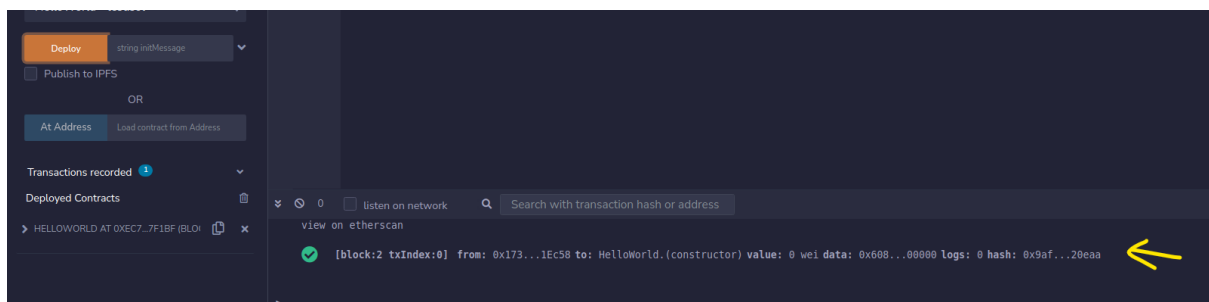 Deploy
string initMessage
Publish to IPFS
OR
At Address
Load contract from Address
Transactions recorded 1
Deployed Contracts
HELLOWORLD AT 0XEC7...7F1BF (BLO
0
listen on network
Search with transaction hash or address
view on etherscan
[block:2 txIndex:0] from: 0x173...1Ec58 to: HelloWorld.(constructor) value: 0 wei data: 0x608...00000 logs: 0 hash: 0x9af...20eaa